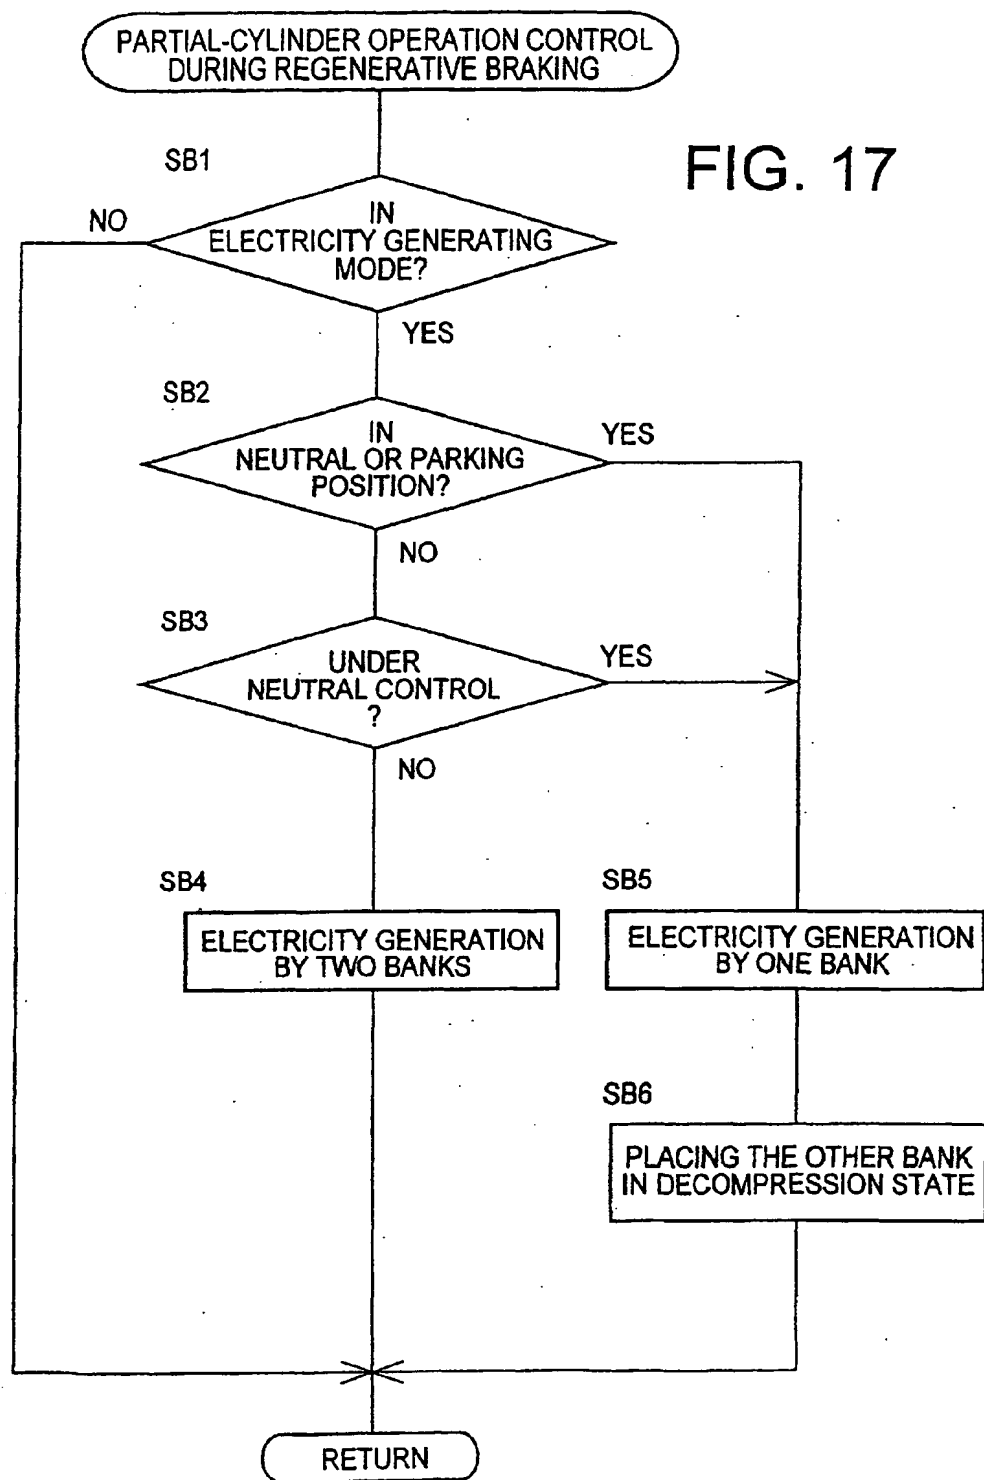 PARTIAL-CYLINDER OPERATION CONTROL
DURING REGENERATIVE BRAKING
FIG. 17
SB1
IN
ELECTRICITY GENERATING
MODE?
NO
YES
SB2
IN
NEUTRAL OR PARKING
POSITION?
YES
NO
SB3
UNDER
NEUTRAL CONTROL
?
YES
NO
SB4
ELECTRICITY GENERATION
BY TWO BANKS
SB5
ELECTRICITY GENERATION
BY ONE BANK
SB6
PLACING THE OTHER BANK
IN DECOMPRESSION STATE
RETURN